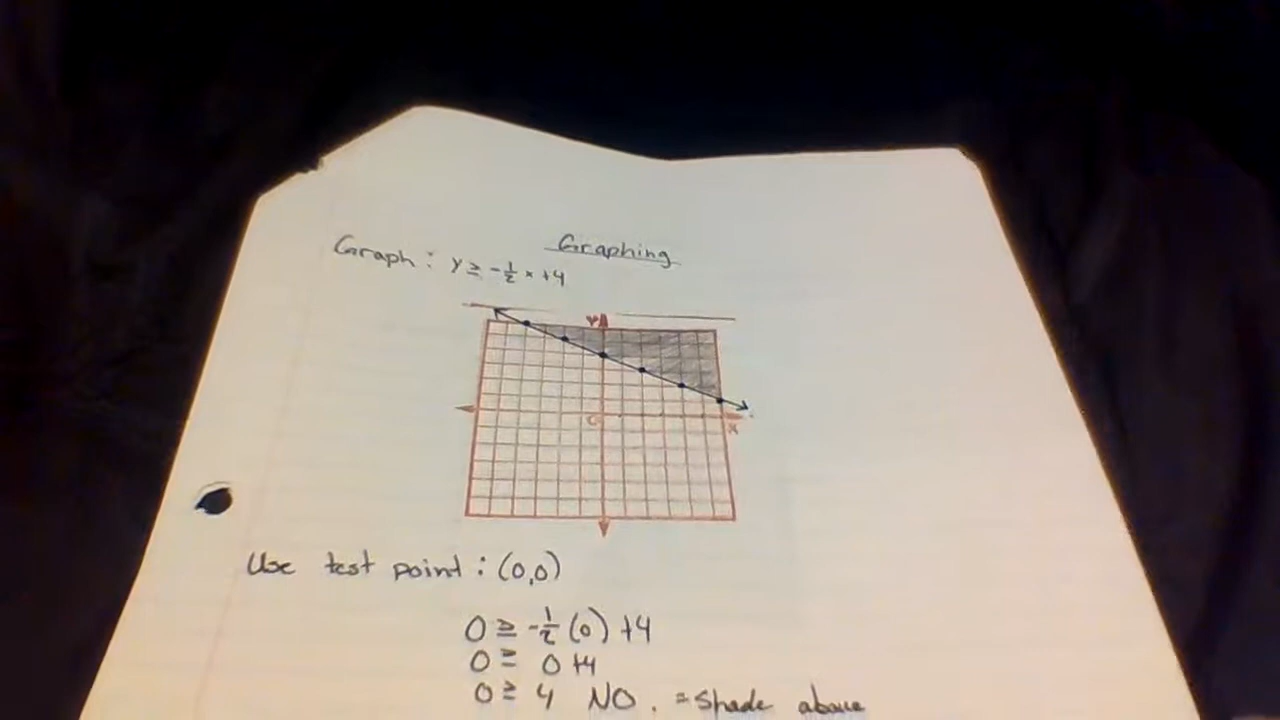 Graphing
Graph: y ≥ -1/2 x + 4
Y
0
X
Use test point: (0,0)
0 ≥ -1/2 (0) + 4
0 ≥ 0 + 4
0 ≥ 4 NO. = Shade above